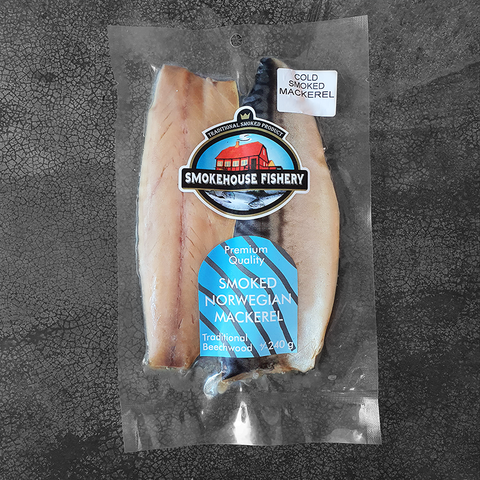 COLD
SMOKED
MACKEREL
TRADITIONAL SMOKED PRODUCT
SMOKEHOUSE FISHERY
Premium
Quality
SMOKED
NORWEGIAN
MACKEREL
Traditional
Beechwood 240 g